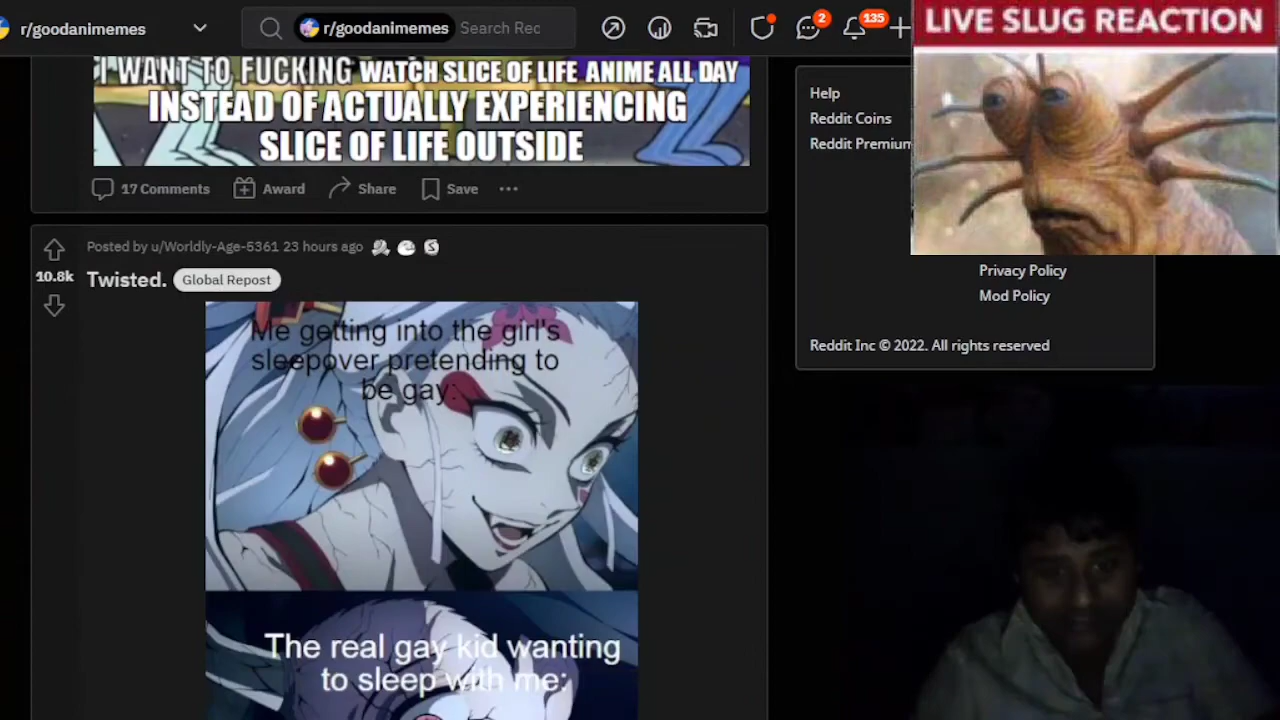 r/goodanimemes
r/goodanimemes Search Rec
2
135
LIVE SLUG REACTION
I WANT TO FUCKING WATCH SLICE OF LIFE ANIME ALL DAY
INSTEAD OF ACTUALLY EXPERIENCING
SLICE OF LIFE OUTSIDE
17 Comments
Award
Share
Save
Help
Reddit Coins
Reddit Premium
Privacy Policy
Mod Policy
Reddit Inc © 2022. All rights reserved
Posted by u/Worldly-Age-5361 23 hours ago
10.8k
Twisted. Global Repost
Me getting into the girl's
sleepover pretending to
be gay:
The real gay kid wanting
to sleep with me: